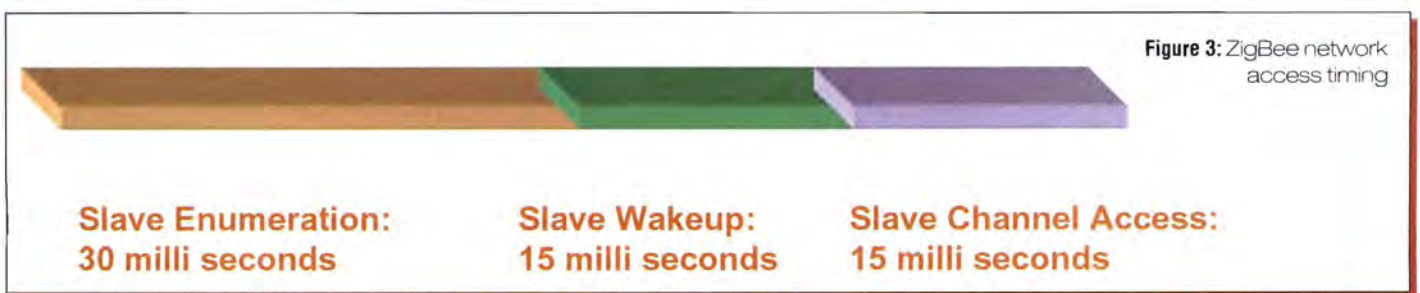 Figure 3: ZigBee network
access timing
Slave Enumeration:
30 milli seconds
Slave Wakeup:
15 milli seconds
Slave Channel Access:
15 milli seconds